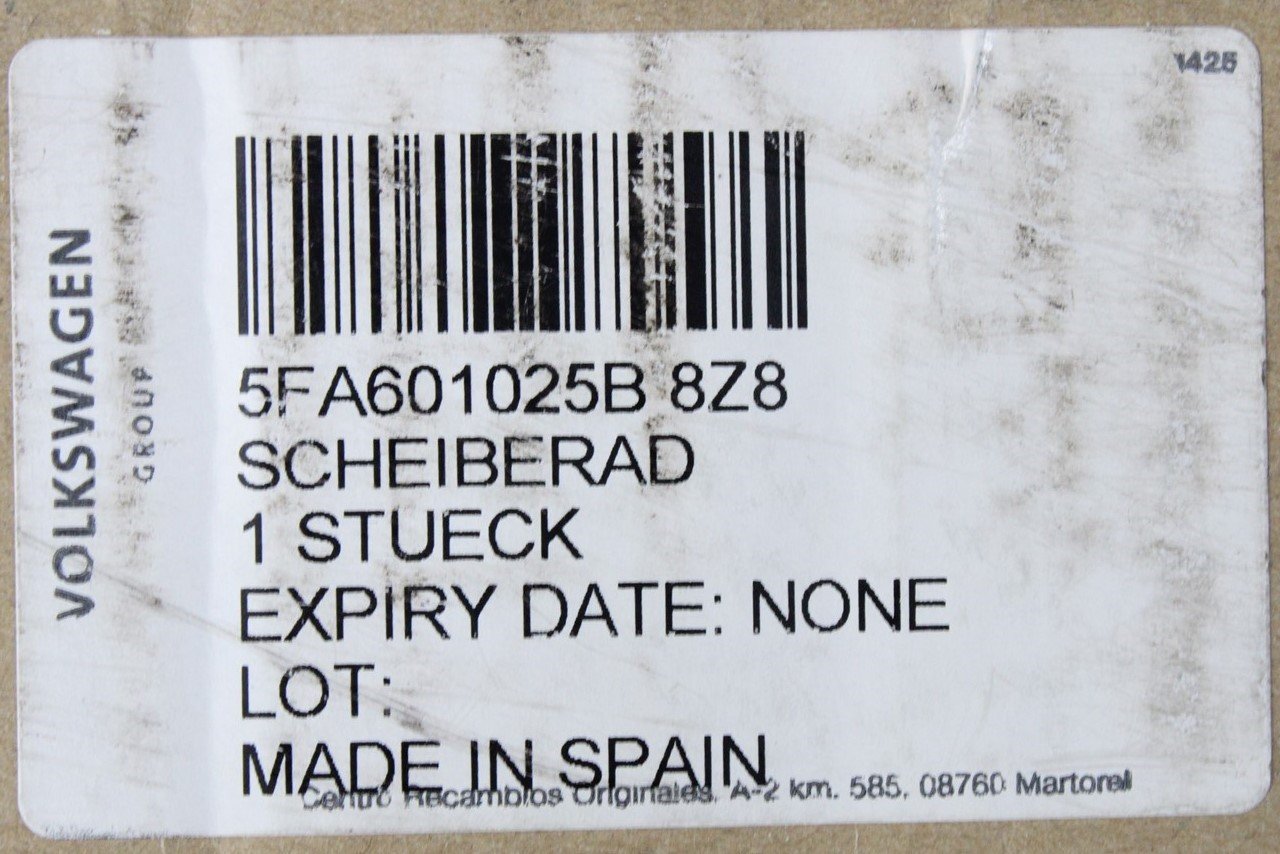 1425
VOLKSWAGEN
GROUP
5FA601025B 8Z8
SCHEIBERAD
1 STUECK
EXPIRY DATE: NONE
LOT:
MADE IN SPAIN
Centro Recambios Originales, A-2 km. 585, 08760 Martorell